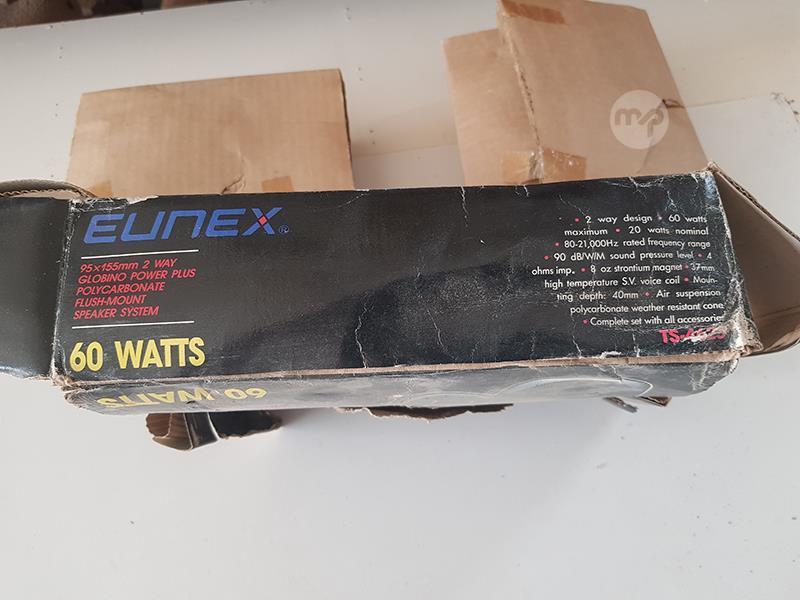 EUNEX®
95×155mm 2 WAY
GLOBINO POWER PLUS
POLYCARBONATE
FLUSH-MOUNT
SPEAKER SYSTEM
60 WATTS
• 2 way design • 60 watts
maximum • 20 watts nominal
• 80-21,000Hz rated frequency range
• 90 dB/W/M sound pressure level • 4
ohms imp. • 8 oz strontium magnet • 37mm
high temperature S.V. voice coil • Moun-
ting depth: 40mm • Air suspension
polycarbonate weather resistant cone
• Complete set with all accessories
60 WATTS
mp